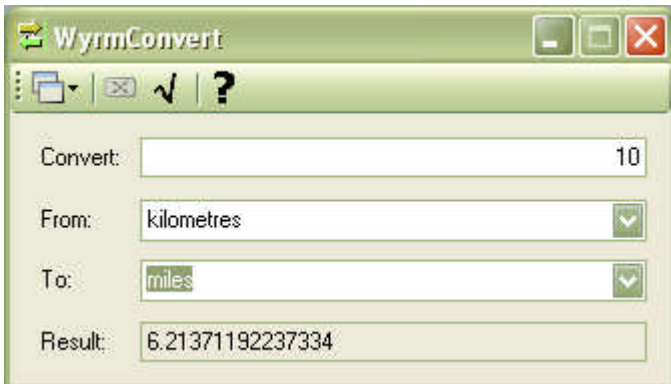 WyrmConvert
?
Convert: 10
From: kilometres
To: miles
Result: 6.21371192237334